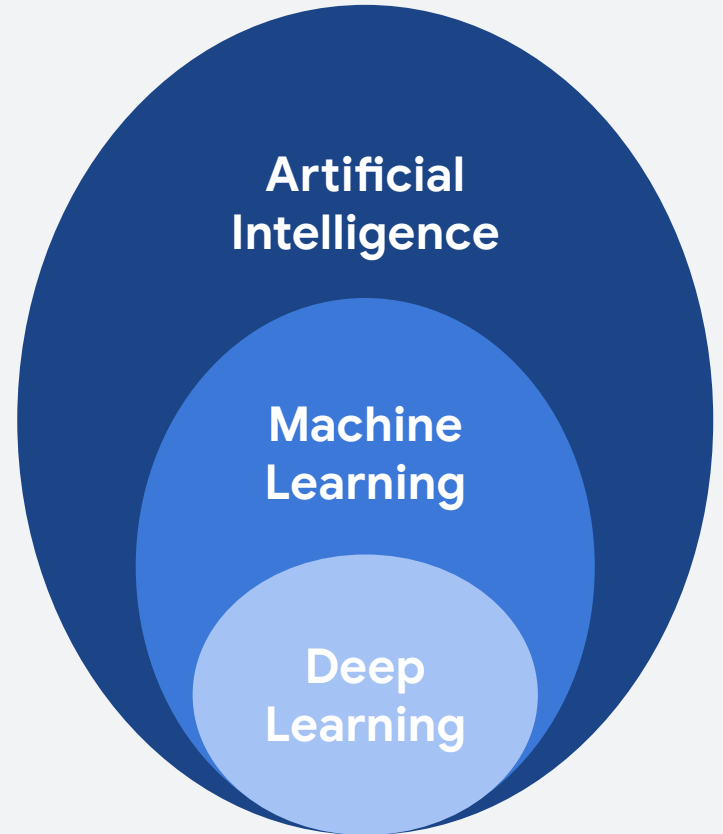 Artificial
Intelligence
Machine
Learning
Deep
Learning